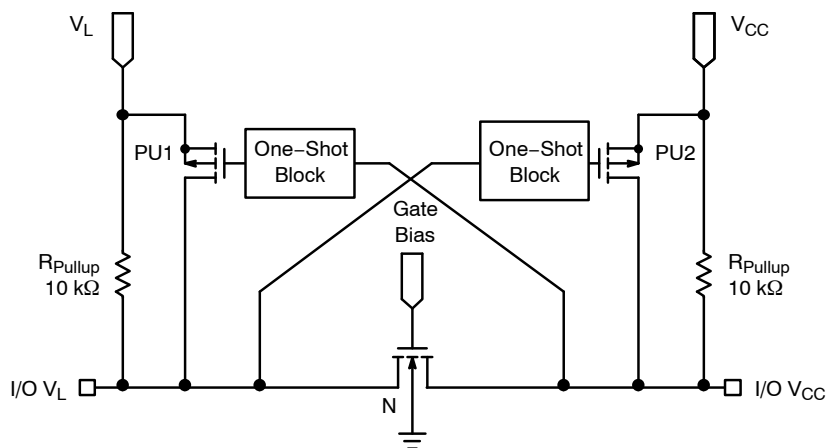 V_L
V_CC
PU1
One−Shot
Block
One−Shot
Block
PU2
Gate
Bias
R_Pullup
10 kΩ
R_Pullup
10 kΩ
I/O V_L
N
I/O V_CC